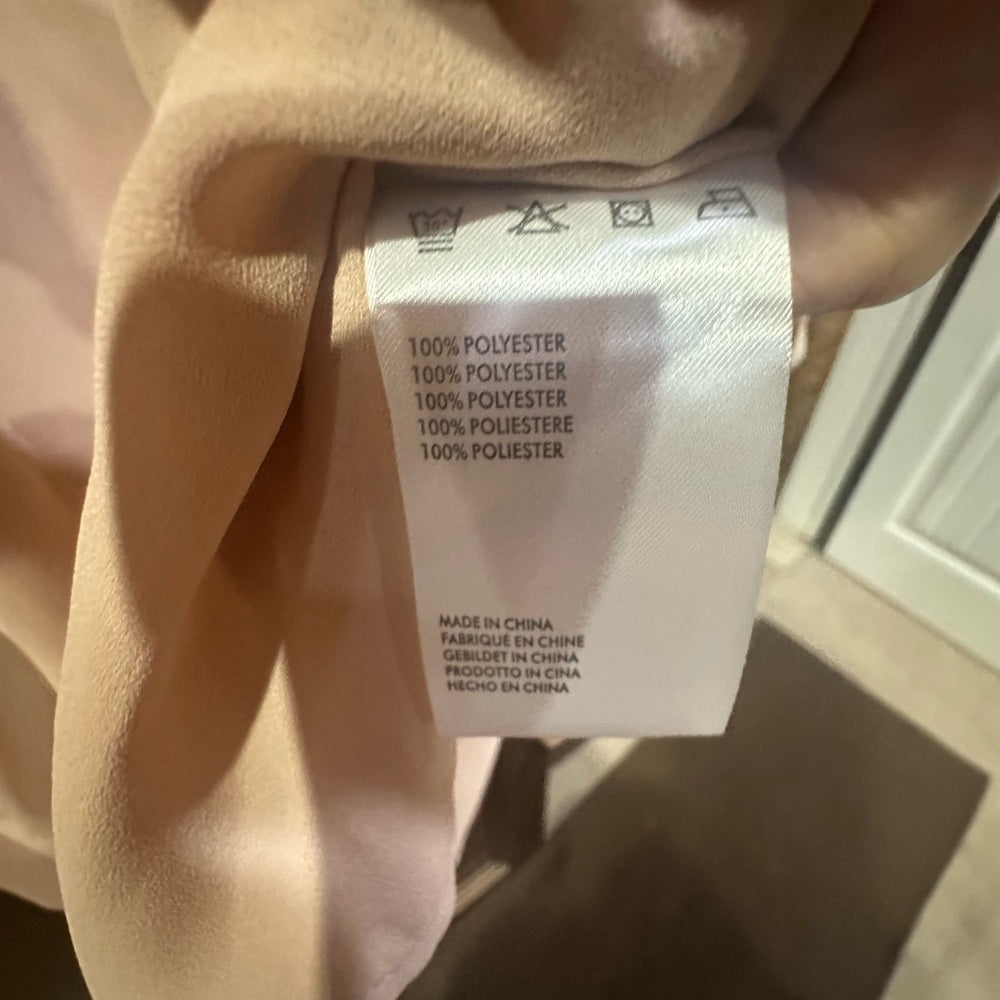 30°
100% POLYESTER
100% POLYESTER
100% POLYESTER
100% POLIESTERE
100% POLIESTER
MADE IN CHINA
FABRIQUÉ EN CHINE
GEBILDET IN CHINA
PRODOTTO IN CINA
HECHO EN CHINA